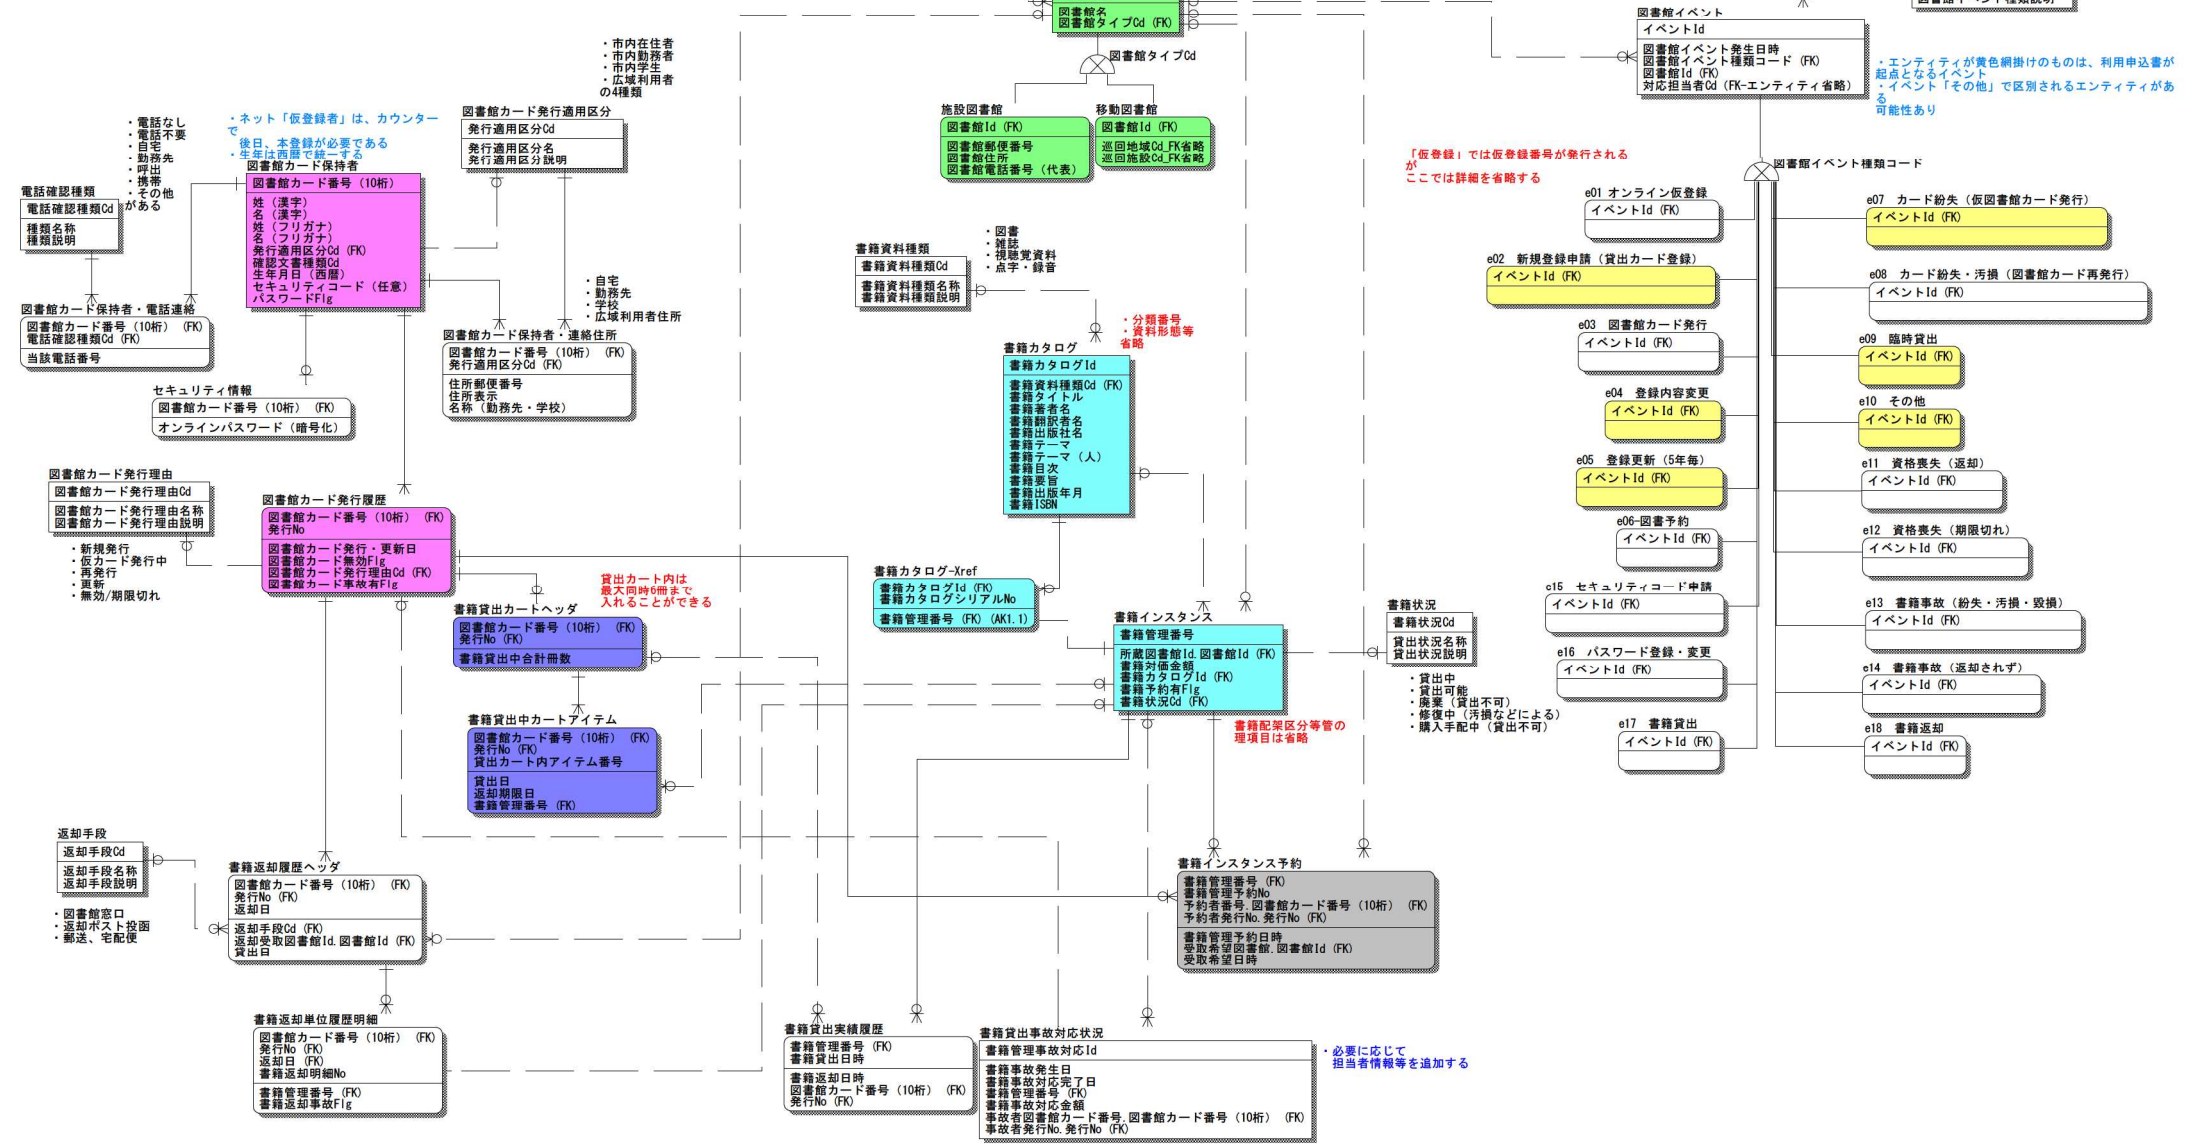 図書館名
図書館タイプCd (FK)
図書館タイプCd
施設図書館
図書館Id (FK)
図書館郵便番号
図書館住所
図書館電話番号（代表）
移動図書館
図書館Id (FK)
巡回地域Cd_FK省略
巡回施設Cd_FK省略
・市内在住者
・市内勤務者
・市内学生
・広域利用者
の4種類
図書館カード発行適用区分
発行適用区分Cd
発行適用区分名
発行適用区分説明
・電話なし
・電話不要
・自宅
・勤務先
・呼出
・携帯
・その他
がある
・ネット「仮登録者」は、カウンター
で
後日、本登録が必要である
・生年は西暦で統一する
図書館カード保持者
図書館カード番号（10桁）
姓（漢字）
名（漢字）
姓（フリガナ）
名（フリガナ）
発行適用区分Cd (FK)
確認文書種類Cd
生年月日（西暦）
セキュリティコード（任意）
パスワードFlg
電話確認種類
電話確認種類Cd
種類名称
種類説明
図書館カード保持者・電話連絡
図書館カード番号（10桁） (FK)
電話確認種類Cd (FK)
当該電話番号
・自宅
・勤務先
・学校
・広域利用者住所
図書館カード保持者・連絡住所
図書館カード番号（10桁） (FK)
発行適用区分Cd (FK)
住所郵便番号
住所表示
名称（勤務先・学校）
セキュリティ情報
図書館カード番号（10桁） (FK)
オンラインパスワード（暗号化）
図書館カード発行理由
図書館カード発行理由Cd
図書館カード発行理由名称
図書館カード発行理由説明
・新規発行
・仮カード発行中
・再発行
・更新
・無効/期限切れ
図書館カード発行履歴
図書館カード番号（10桁） (FK)
発行No
図書館カード発行・更新日
図書館カード無効Flg
図書館カード発行理由Cd (FK)
図書館カード事故有Flg
貸出カート内は
最大同時6冊まで
入れることができる
書籍貸出カートヘッダ
図書館カード番号（10桁） (FK)
発行No (FK)
書籍貸出中合計冊数
書籍貸出中カートアイテム
図書館カード番号（10桁） (FK)
発行No (FK)
貸出カート内アイテム番号
貸出日
返却期限日
書籍管理番号 (FK)
返却手段
返却手段Cd
返却手段名称
返却手段説明
・図書館窓口
・返却ポスト投函
・郵送、宅配便
書籍返却履歴ヘッダ
図書館カード番号（10桁） (FK)
発行No (FK)
返却日
返却手段Cd (FK)
返却受取図書館Id.図書館Id (FK)
貸出日
書籍返却単位履歴明細
図書館カード番号（10桁） (FK)
発行No (FK)
返却日 (FK)
書籍返却明細No
書籍管理番号 (FK)
書籍返却事故Flg
書籍資料種類
書籍資料種類Cd
書籍資料種類名称
書籍資料種類説明
・図書
・雑誌
・視聴覚資料
・点字・録音
・分類番号
・資料形態等
省略
書籍カタログ
書籍カタログId
書籍資料種類Cd (FK)
書籍タイトル
書籍著者名
書籍翻訳者名
書籍出版社名
書籍テーマ
書籍テーマ（人）
書籍目次
書籍要旨
書籍出版年月
書籍ISBN
書籍カタログ-Xref
書籍カタログId (FK)
書籍カタログシリアルNo
書籍管理番号 (FK) (AK1.1)
書籍インスタンス
書籍管理番号
所蔵図書館Id.図書館Id (FK)
書籍対価金額
書籍カタログId (FK)
書籍予約有Flg
書籍状況Cd (FK)
書籍配架区分等管の
理項目は省略
書籍状況
書籍状況Cd
貸出状況名称
貸出状況説明
・貸出中
・貸出可能
・廃棄（貸出不可）
・修復中（汚損などによる）
・購入手配中（貸出不可）
書籍インスタンス予約
書籍管理番号 (FK)
書籍管理予約No
予約者番号.図書館カード番号（10桁） (FK)
予約者発行No.発行No (FK)
書籍管理予約日時
受取希望図書館.図書館Id (FK)
受取希望日時
書籍貸出実績履歴
書籍管理番号 (FK)
書籍貸出日時
書籍返却日時
図書館カード番号（10桁） (FK)
発行No (FK)
書籍貸出事故対応状況
書籍管理事故対応Id
書籍事故発生日
書籍事故対応完了日
書籍管理番号 (FK)
書籍事故対応金額
事故者図書館カード番号.図書館カード番号（10桁） (FK)
事故者発行No.発行No (FK)
・必要に応じて
担当者情報等を追加する
図書館イベント
イベントId
図書館イベント発生日時
図書館イベント種類コード (FK)
図書館Id (FK)
対応担当者Cd (FK-エンティティ省略)
図書館イベント種類説明
・エンティティが黄色網掛けのものは、利用申込書が
起点となるイベント
・イベント「その他」で区別されるエンティティがあ
る
可能性あり
「仮登録」では仮登録番号が発行される
が
ここでは詳細を省略する
図書館イベント種類コード
e01 オンライン仮登録
イベントId (FK)
e02 新規登録申請（貸出カード登録）
イベントId (FK)
e03 図書館カード発行
イベントId (FK)
e04 登録内容変更
イベントId (FK)
e05 登録更新（5年毎）
イベントId (FK)
e06-図書予約
イベントId (FK)
e15 セキュリティコード申請
イベントId (FK)
e16 パスワード登録・変更
イベントId (FK)
e17 書籍貸出
イベントId (FK)
e07 カード紛失（仮図書館カード発行）
イベントId (FK)
e08 カード紛失・汚損（図書館カード再発行）
イベントId (FK)
e09 臨時貸出
イベントId (FK)
e10 その他
イベントId (FK)
e11 資格喪失（返却）
イベントId (FK)
e12 資格喪失（期限切れ）
イベントId (FK)
e13 書籍事故（紛失・汚損・毀損）
イベントId (FK)
e14 書籍事故（返却されず）
イベントId (FK)
e18 書籍返却
イベントId (FK)